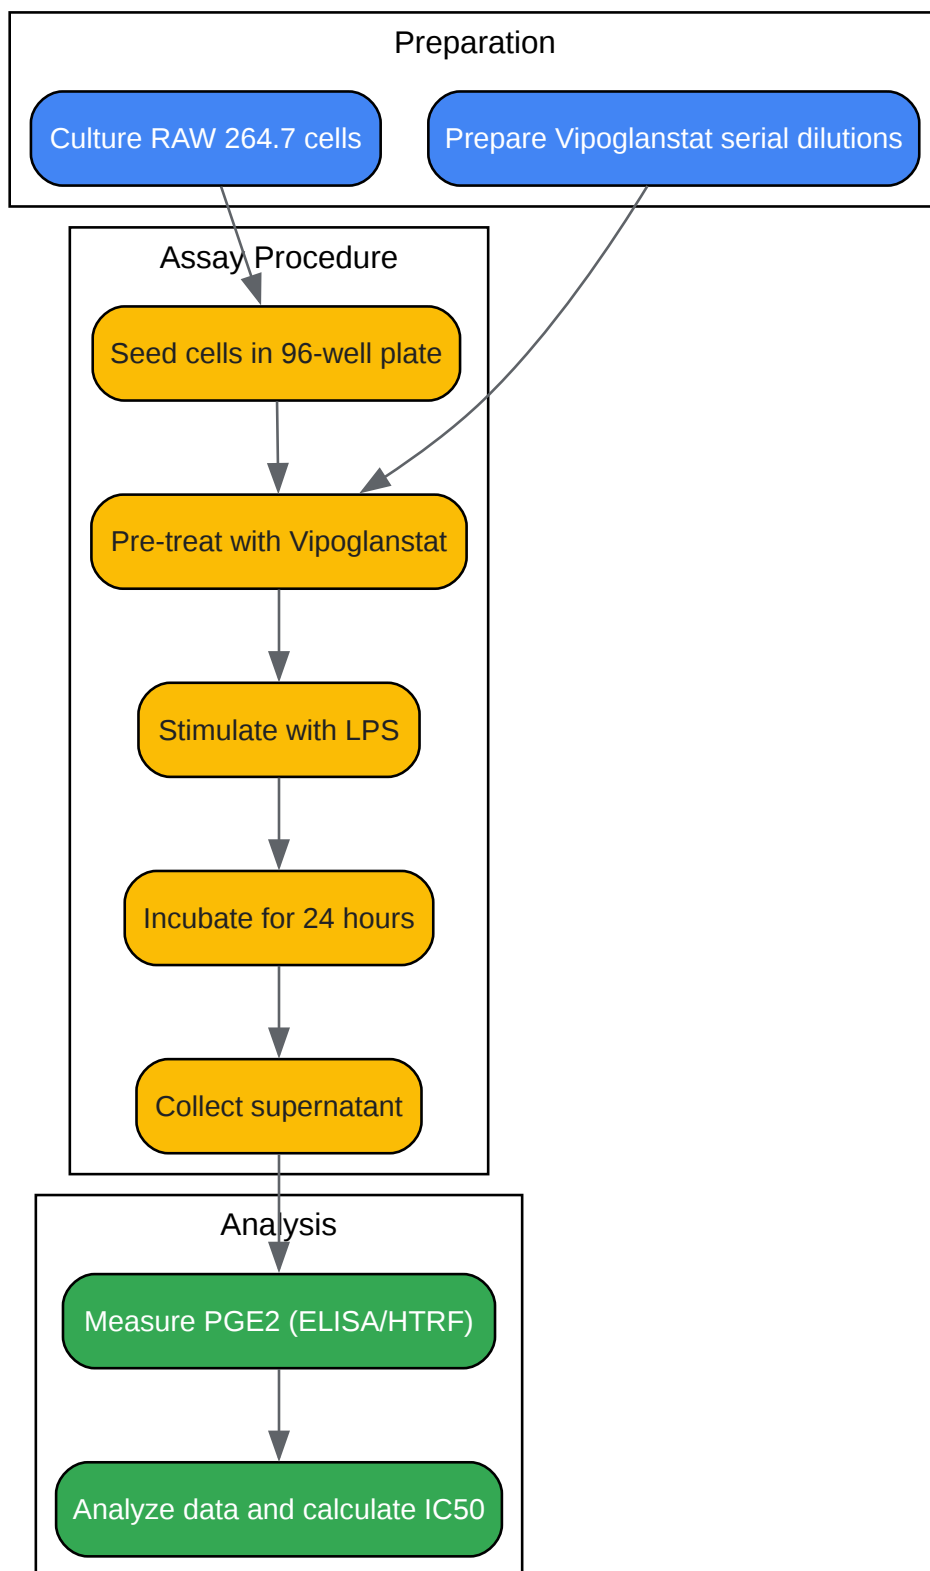 Preparation
Culture RAW 264.7 cells
Prepare Vipoglanstat serial dilutions
Assay Procedure
Seed cells in 96-well plate
Pre-treat with Vipoglanstat
Stimulate with LPS
Incubate for 24 hours
Collect supernatant
Analysis
Measure PGE2 (ELISA/HTRF)
Analyze data and calculate IC50